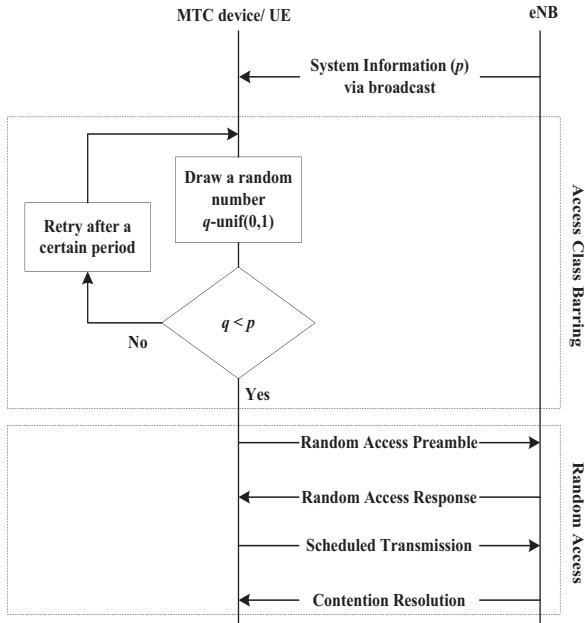 MTC device/ UE
eNB
System Information (p)
via broadcast
Draw a random
number
q-unif(0,1)
Retry after a
certain period
q < p
No
Yes
Access Class Barring
Random Access Preamble
Random Access Response
Scheduled Transmission
Contention Resolution
Random Access